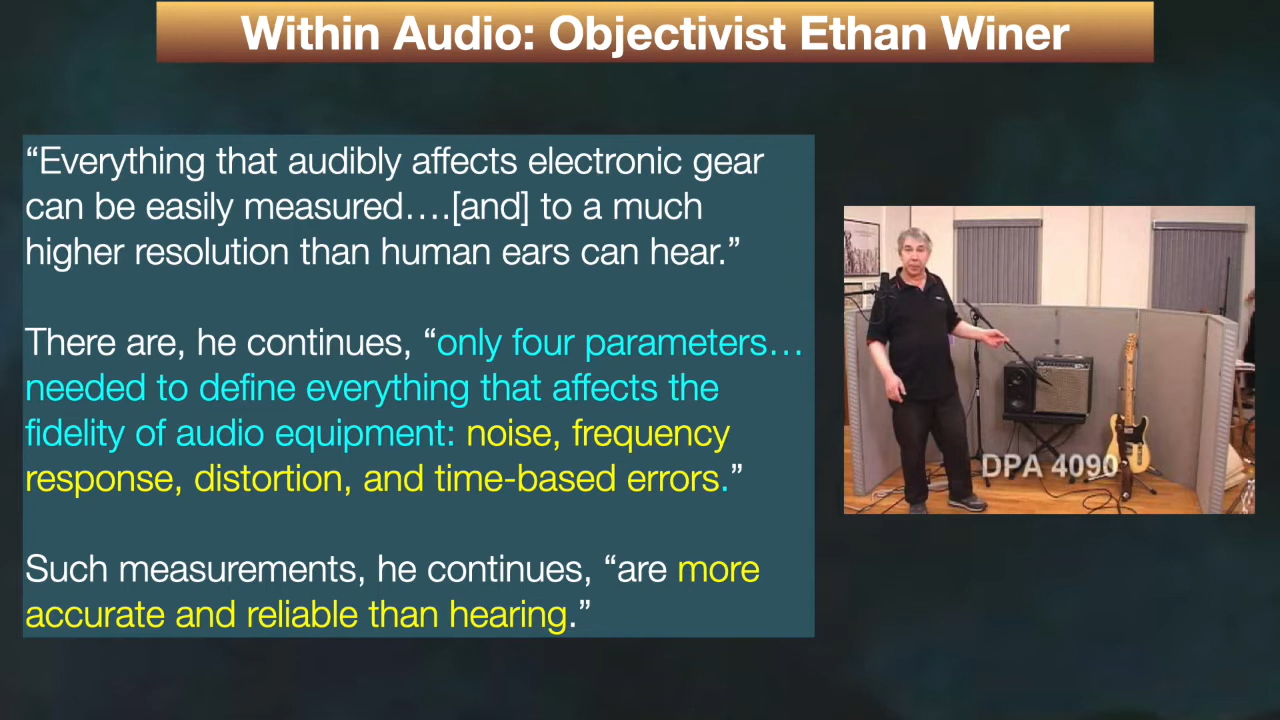 Within Audio: Objectivist Ethan Winer
“Everything that audibly affects electronic gear
can be easily measured….[and] to a much
higher resolution than human ears can hear.”
There are, he continues, “only four parameters…
needed to define everything that affects the
fidelity of audio equipment: noise, frequency
response, distortion, and time-based errors.”
Such measurements, he continues, “are more
accurate and reliable than hearing.”
DPA 4090